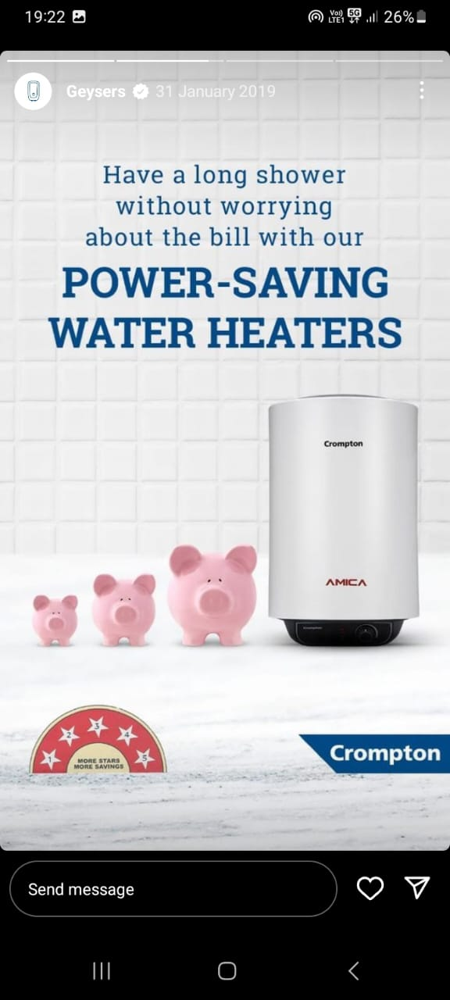 19:22
Vo)) 5G
LTE1
26%
Geysers 31 January 2019
Have a long shower
without worrying
about the bill with our
POWER-SAVING
WATER HEATERS
Crompton
AMICA
Crompton
1 2 3 4 5
MORE STARS
MORE SAVINGS
Crompton
Send message